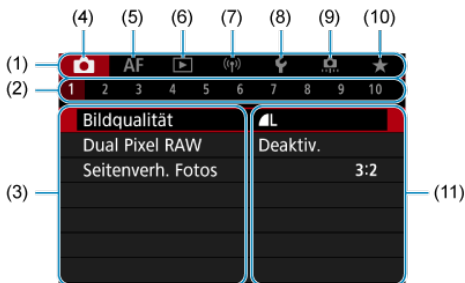 (4) (5) (6) (7) (8) (9) (10)
(1) AF
(2) 1 2 3 4 5 6 7 8 9 10
Bildqualität L
Dual Pixel RAW Deaktiv.
Seitenverh. Fotos 3:2
(3) (11)